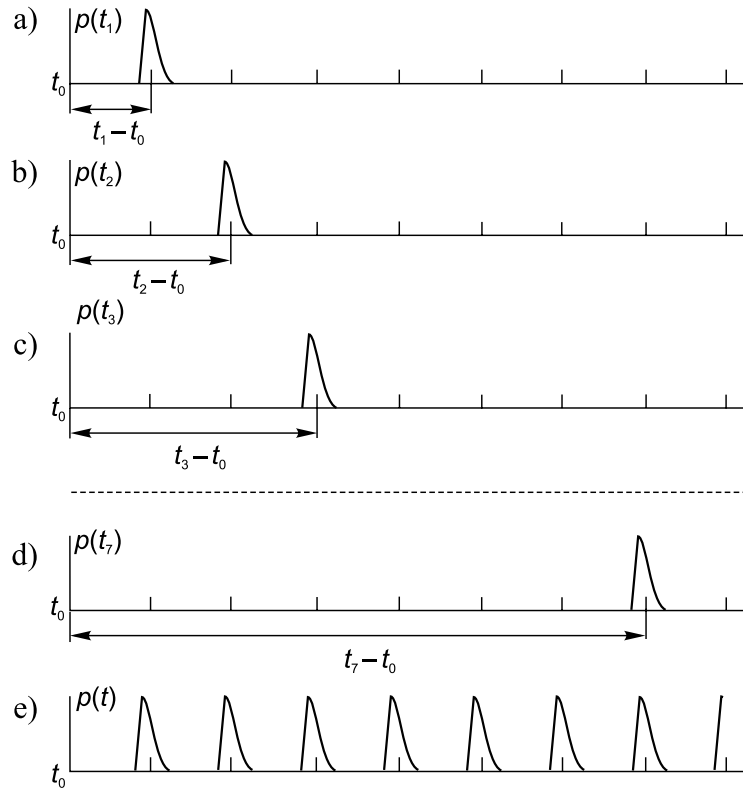 a) p(t₁)
t₀
t₁ – t₀
b) p(t₂)
t₀
t₂ – t₀
p(t₃)
c)
t₀
t₃ – t₀
d) p(t₇)
t₀
t₇ – t₀
e) p(t)
t₀